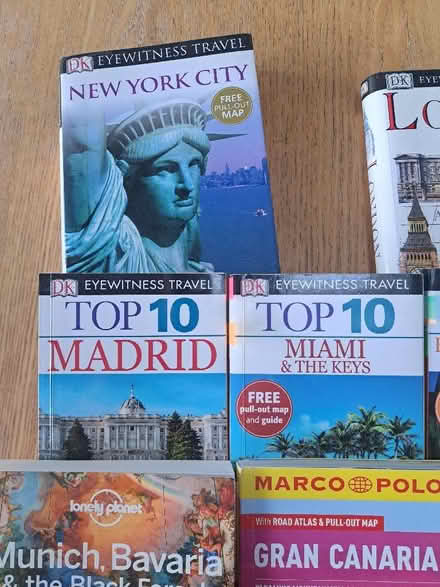 DK EYEWITNESS TRAVEL
NEW YORK CITY
FREE
PULL-OUT
MAP
DK EYE
LO
DK EYEWITNESS TRAVEL
TOP 10
MADRID
DK EYEWITNESS TRAVEL
TOP 10
MIAMI
& THE KEYS
FREE
pull-out map
and guide
lonely planet
Munich, Bavaria
& the Black Forest
MARCO POLO
With ROAD ATLAS & PULL-OUT MAP
GRAN CANARIA